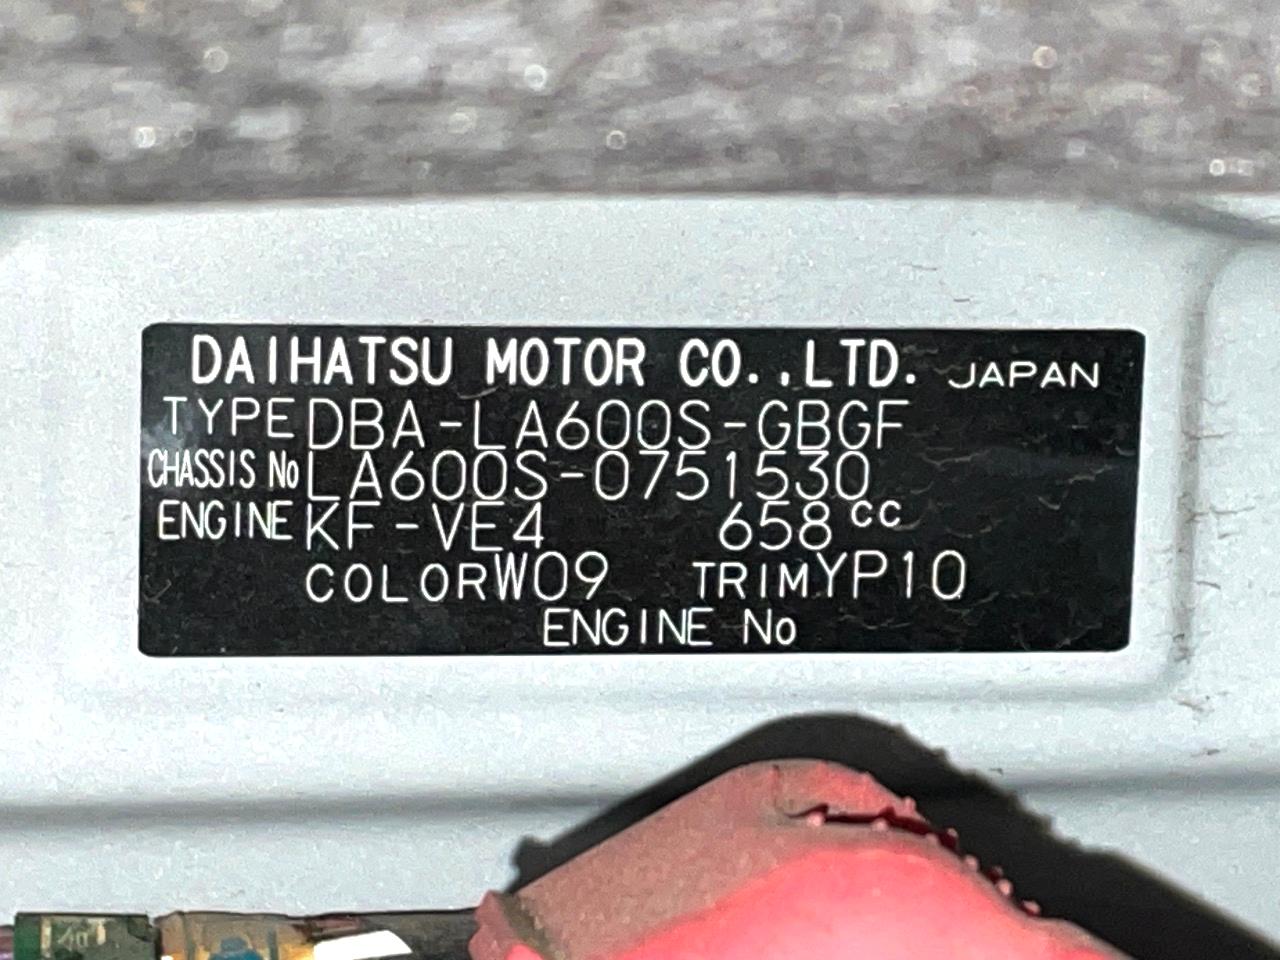 DAIHATSU MOTOR CO.,LTD. JAPAN
TYPE DBA-LA600S-GBGF
CHASSIS No LA600S-0751530
ENGINE KF-VE4 658cc
COLOR W09 TRIM YP10
ENGINE No